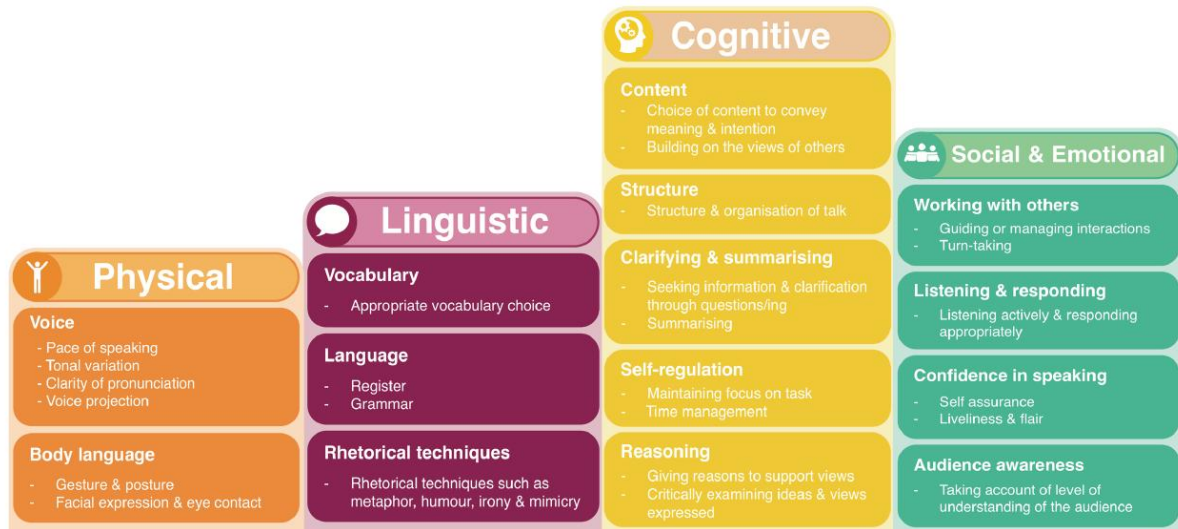 Physical
Voice
- Pace of speaking
- Tonal variation
- Clarity of pronunciation
- Voice projection
Body language
- Gesture & posture
- Facial expression & eye contact
Linguistic
Vocabulary
- Appropriate vocabulary choice
Language
- Register
- Grammar
Rhetorical techniques
- Rhetorical techniques such as
metaphor, humour, irony & mimicry
Cognitive
Content
- Choice of content to convey
meaning & intention
- Building on the views of others
Structure
- Structure & organisation of talk
Clarifying & summarising
- Seeking information & clarification
through questions/ing
- Summarising
Self-regulation
- Maintaining focus on task
- Time management
Reasoning
- Giving reasons to support views
- Critically examining ideas & views
expressed
Social & Emotional
Working with others
- Guiding or managing interactions
- Turn-taking
Listening & responding
- Listening actively & responding
appropriately
Confidence in speaking
- Self assurance
- Liveliness & flair
Audience awareness
- Taking account of level of
understanding of the audience